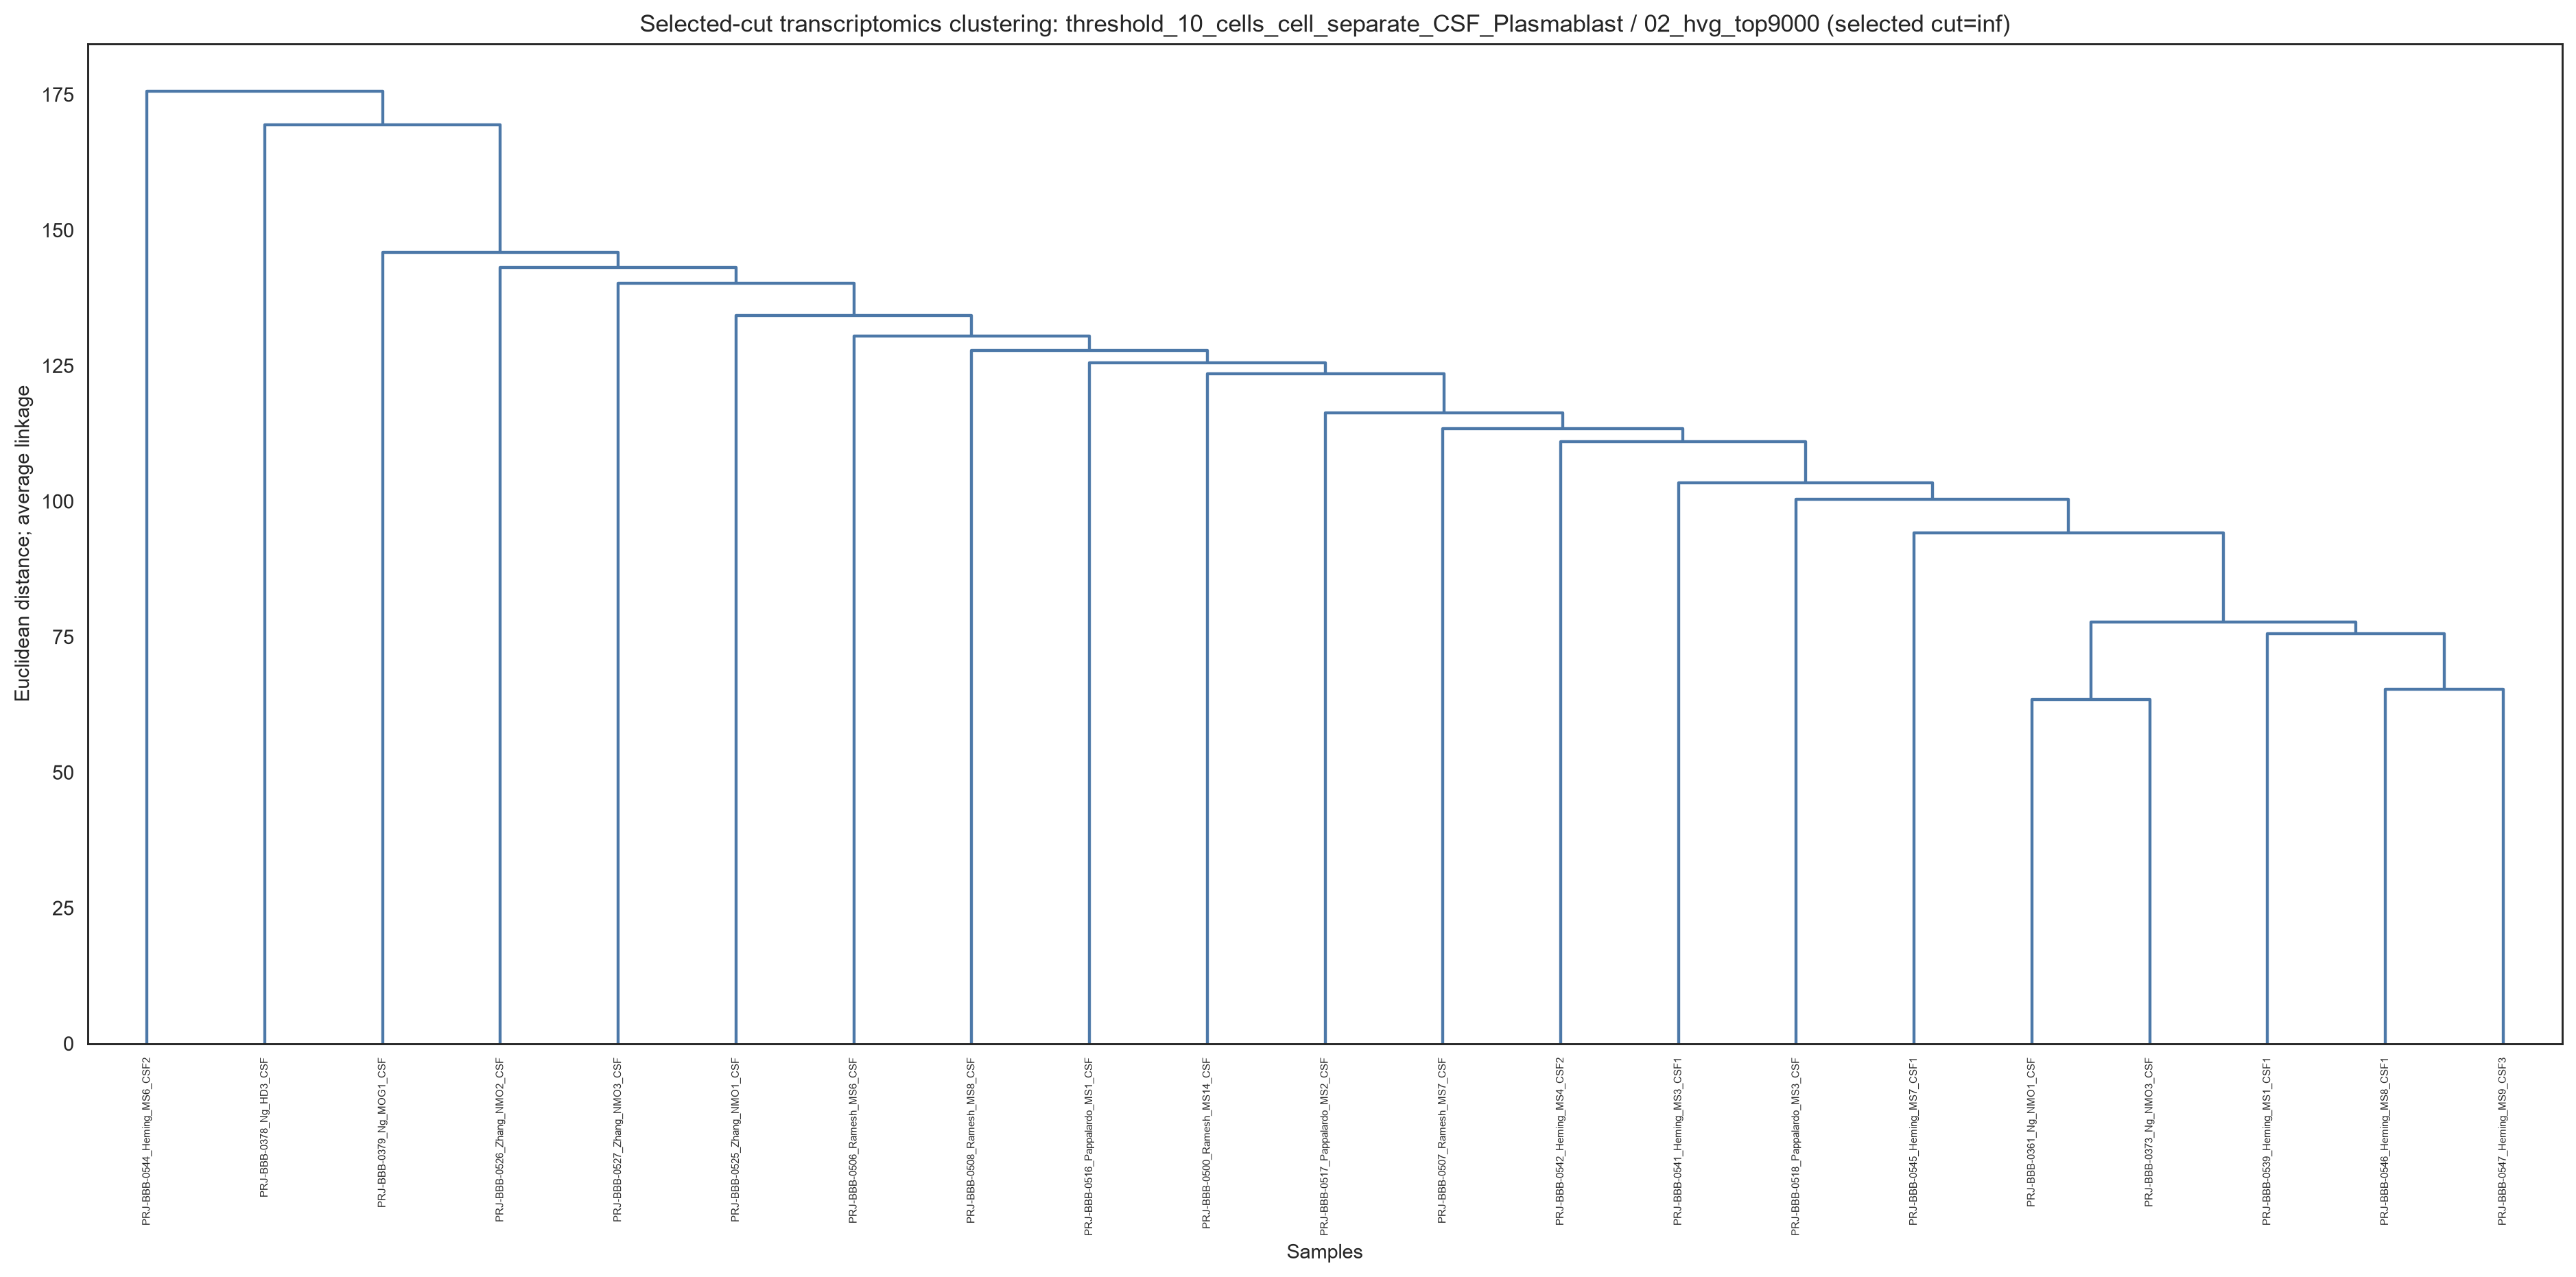 Selected-cut transcriptomics clustering: threshold_10_cells_cell_separate_CSF_Plasmablast / 02_hvg_top9000 (selected cut=inf)
Euclidean distance; average linkage
175
150
125
100
75
50
25
0
PRJ-BBB-0544_Heming_MS6_CSF2
PRJ-BBB-0378_Ng_HD3_CSF
PRJ-BBB-0379_Ng_MOG1_CSF
PRJ-BBB-0526_Zhang_NMO2_CSF
PRJ-BBB-0527_Zhang_NMO3_CSF
PRJ-BBB-0525_Zhang_NMO1_CSF
PRJ-BBB-0506_Ramesh_MS6_CSF
PRJ-BBB-0508_Ramesh_MS8_CSF
PRJ-BBB-0516_Pappalardo_MS1_CSF
PRJ-BBB-0500_Ramesh_MS14_CSF
PRJ-BBB-0517_Pappalardo_MS2_CSF
PRJ-BBB-0507_Ramesh_MS7_CSF
PRJ-BBB-0542_Heming_MS4_CSF2
PRJ-BBB-0541_Heming_MS3_CSF1
PRJ-BBB-0518_Pappalardo_MS3_CSF
PRJ-BBB-0545_Heming_MS7_CSF1
PRJ-BBB-0361_Ng_NMO1_CSF
PRJ-BBB-0373_Ng_NMO3_CSF
PRJ-BBB-0539_Heming_MS1_CSF1
PRJ-BBB-0546_Heming_MS8_CSF1
PRJ-BBB-0547_Heming_MS9_CSF3
Samples